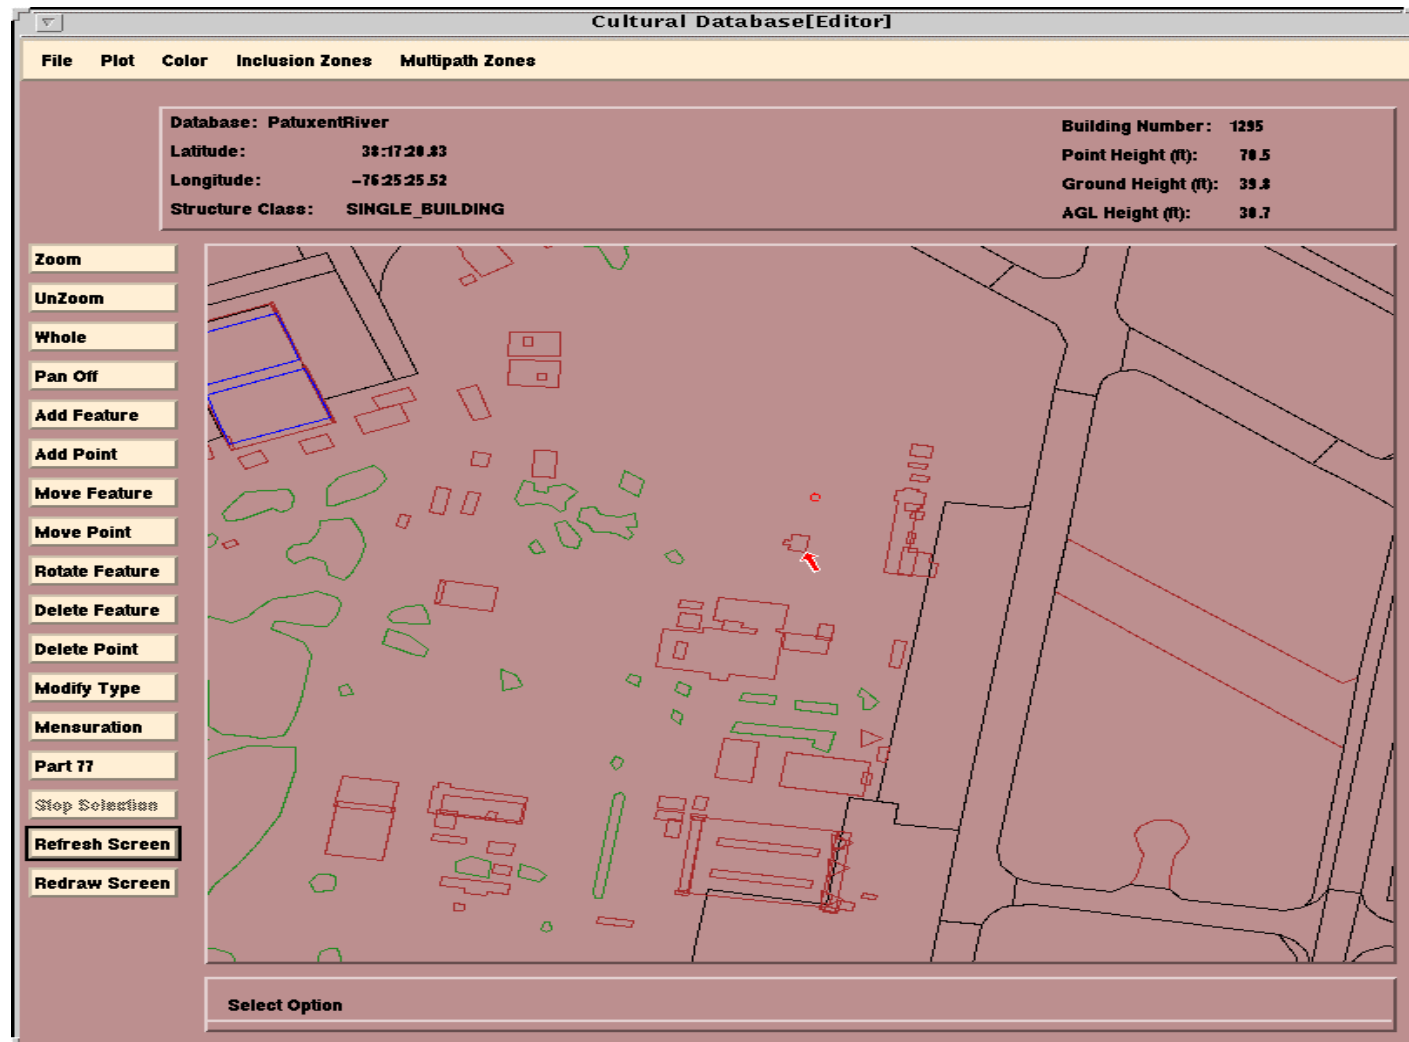 Cultural Database[Editor]
File Plot Color Inclusion Zones Multipath Zones
Database: PatuxentRiver
Latitude: 38:17:20.83
Longitude: -76:25:25.52
Structure Class: SINGLE_BUILDING
Building Number: 1295
Point Height (ft): 70.5
Ground Height (ft): 39.8
AGL Height (ft): 30.7
Zoom
UnZoom
Whole
Pan Off
Add Feature
Add Point
Move Feature
Move Point
Rotate Feature
Delete Feature
Delete Point
Modify Type
Mensuration
Part 77
Stop Selection
Refresh Screen
Redraw Screen
Select Option